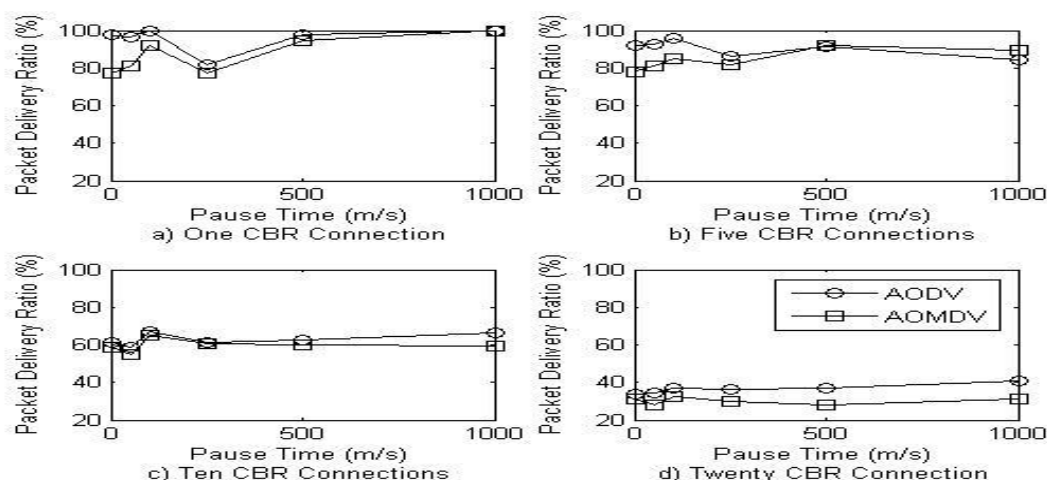 Packet Delivery Ratio (%)
100
80
60
40
20
0 500 1000
Pause Time (m/s)
a) One CBR Connection
Packet Delivery Ratio (%)
100
80
60
40
20
0 500 1000
Pause Time (m/s)
b) Five CBR Connections
Packet Delivery Ratio (%)
100
80
60
40
20
0 500 1000
Pause Time (m/s)
c) Ten CBR Connections
Packet Delivery Ratio (%)
100
80
60
40
20
AODV
AOMDV
0 500 1000
Pause Time (m/s)
d) Twenty CBR Connection